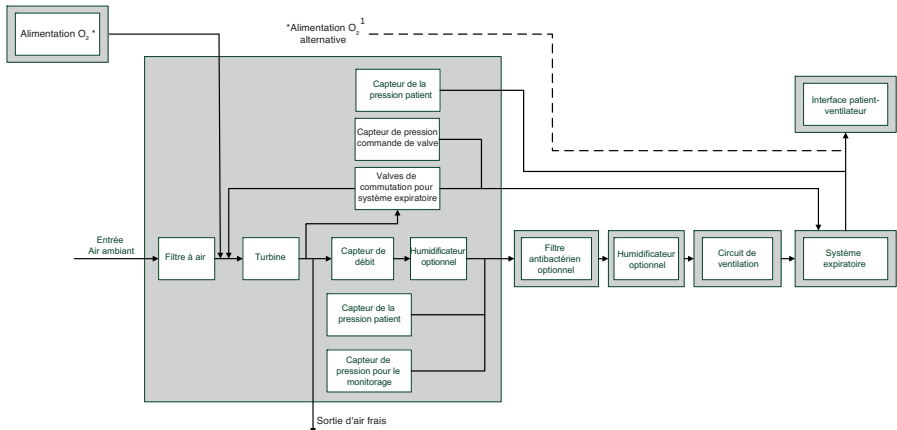 Alimentation O2 *
*Alimentation O2 1
alternative
Capteur de la
pression patient
Interface patient-
ventilateur
Capteur de pression
commande de valve
Valves de
commutation pour
système expiratoire
Entrée
Air ambiant
Filtre à air
Turbine
Capteur de
débit
Humidificateur
optionnel
Filtre
antibactérien
optionnel
Humidificateur
optionnel
Circuit de
ventilation
Système
expiratoire
Capteur de la
pression patient
Capteur de
pression pour le
monitorage
Sortie d'air frais